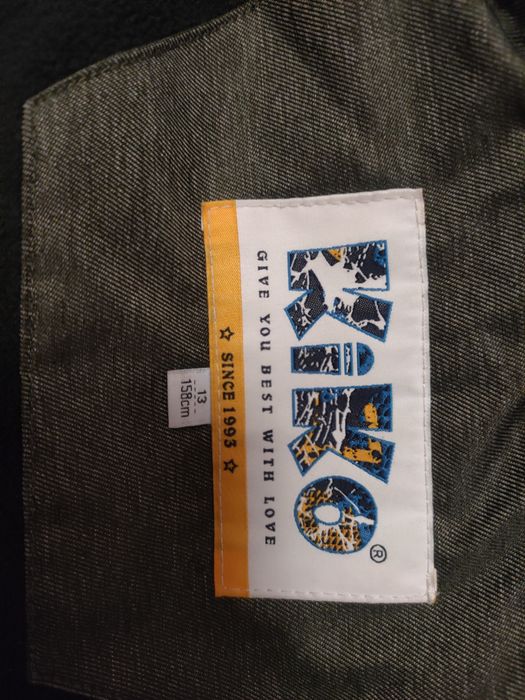 KiKO®
GIVE YOU BEST WITH LOVE
☆ SINCE 1993 ☆
13
158cm